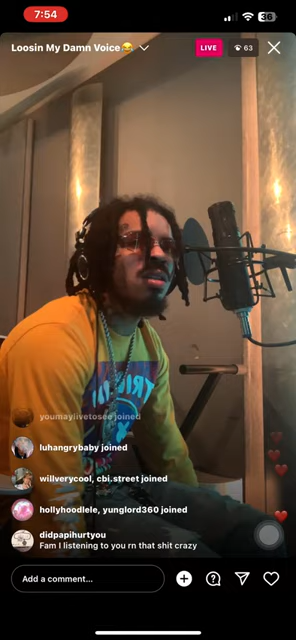 7:54
36
Loosin My Damn Voice😂
LIVE
63
youmaylivetosee joined
luhangrybaby joined
willverycool, cbi.street joined
hollyhoodlele, yunglord360 joined
didpapihurtyou
Fam I listening to you rn that shit crazy
Add a comment...